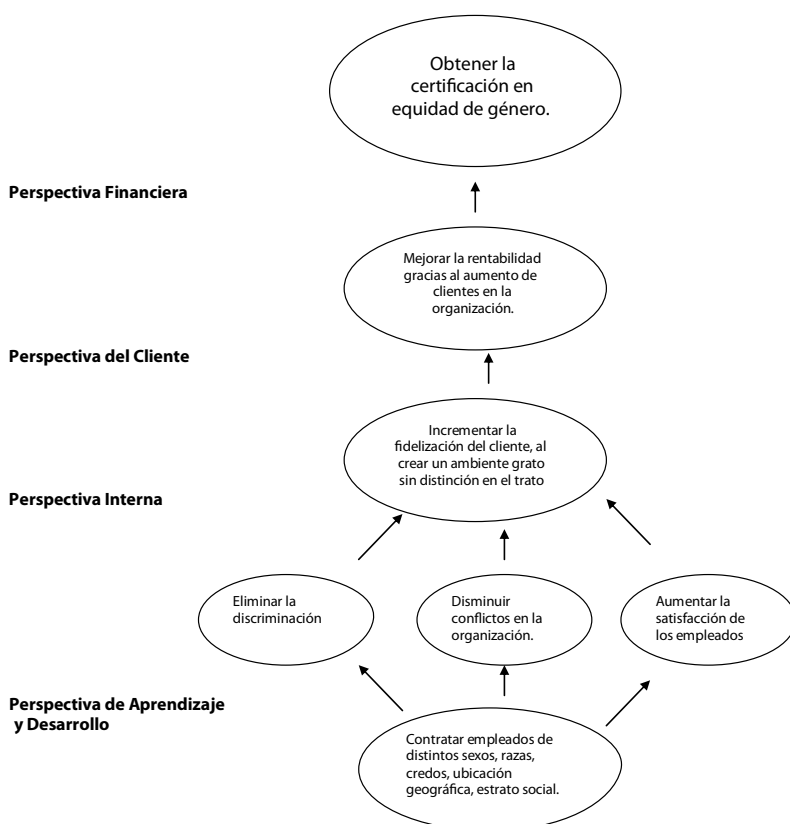 Obtener la
certificación en
equidad de género.
Perspectiva Financiera
Mejorar la rentabilidad
gracias al aumento de
clientes en la
organización.
Perspectiva del Cliente
Incrementar la
fidelización del cliente, al
crear un ambiente grato
sin distinción en el trato
Perspectiva Interna
Eliminar la
discriminación
Disminuir
conflictos en la
organización.
Aumentar la
satisfacción de
los empleados
Perspectiva de Aprendizaje
y Desarrollo
Contratar empleados de
distintos sexos, razas,
credos, ubicación
geográfica, estrato social.